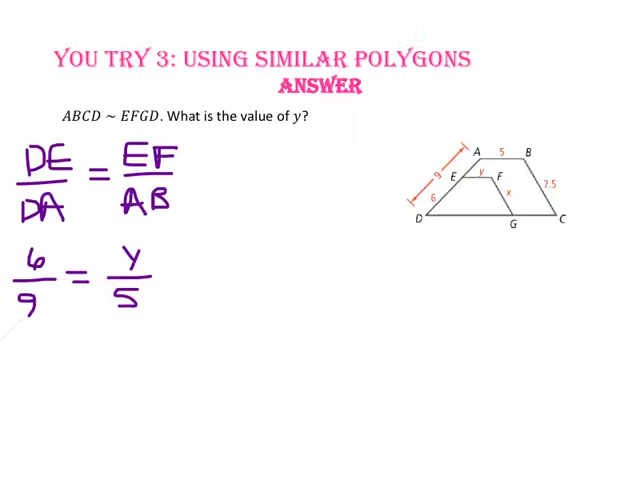 YOU TRY 3: USING SIMILAR POLYGONS
ANSWER
ABCD ~ EFGD. What is the value of y?
DE/DA = EF/AB
6/9 = y/5
A 5 B
9 E y F
6 x 7.5
D G C